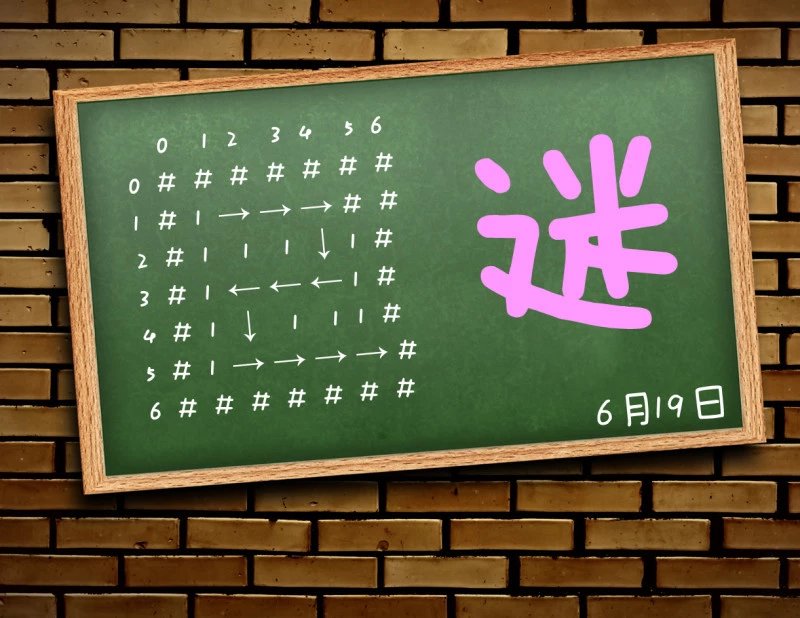 0 1 2 3 4 5 6
0 # # # # # # #
1 # 1 → → → # #
2 # 1 1 1 ↓ 1 #
3 # 1 ← ← ← 1 #
4 # 1 ↓ 1 1 1 #
5 # 1 → → → → #
6 # # # # # # #
迷
6月19日